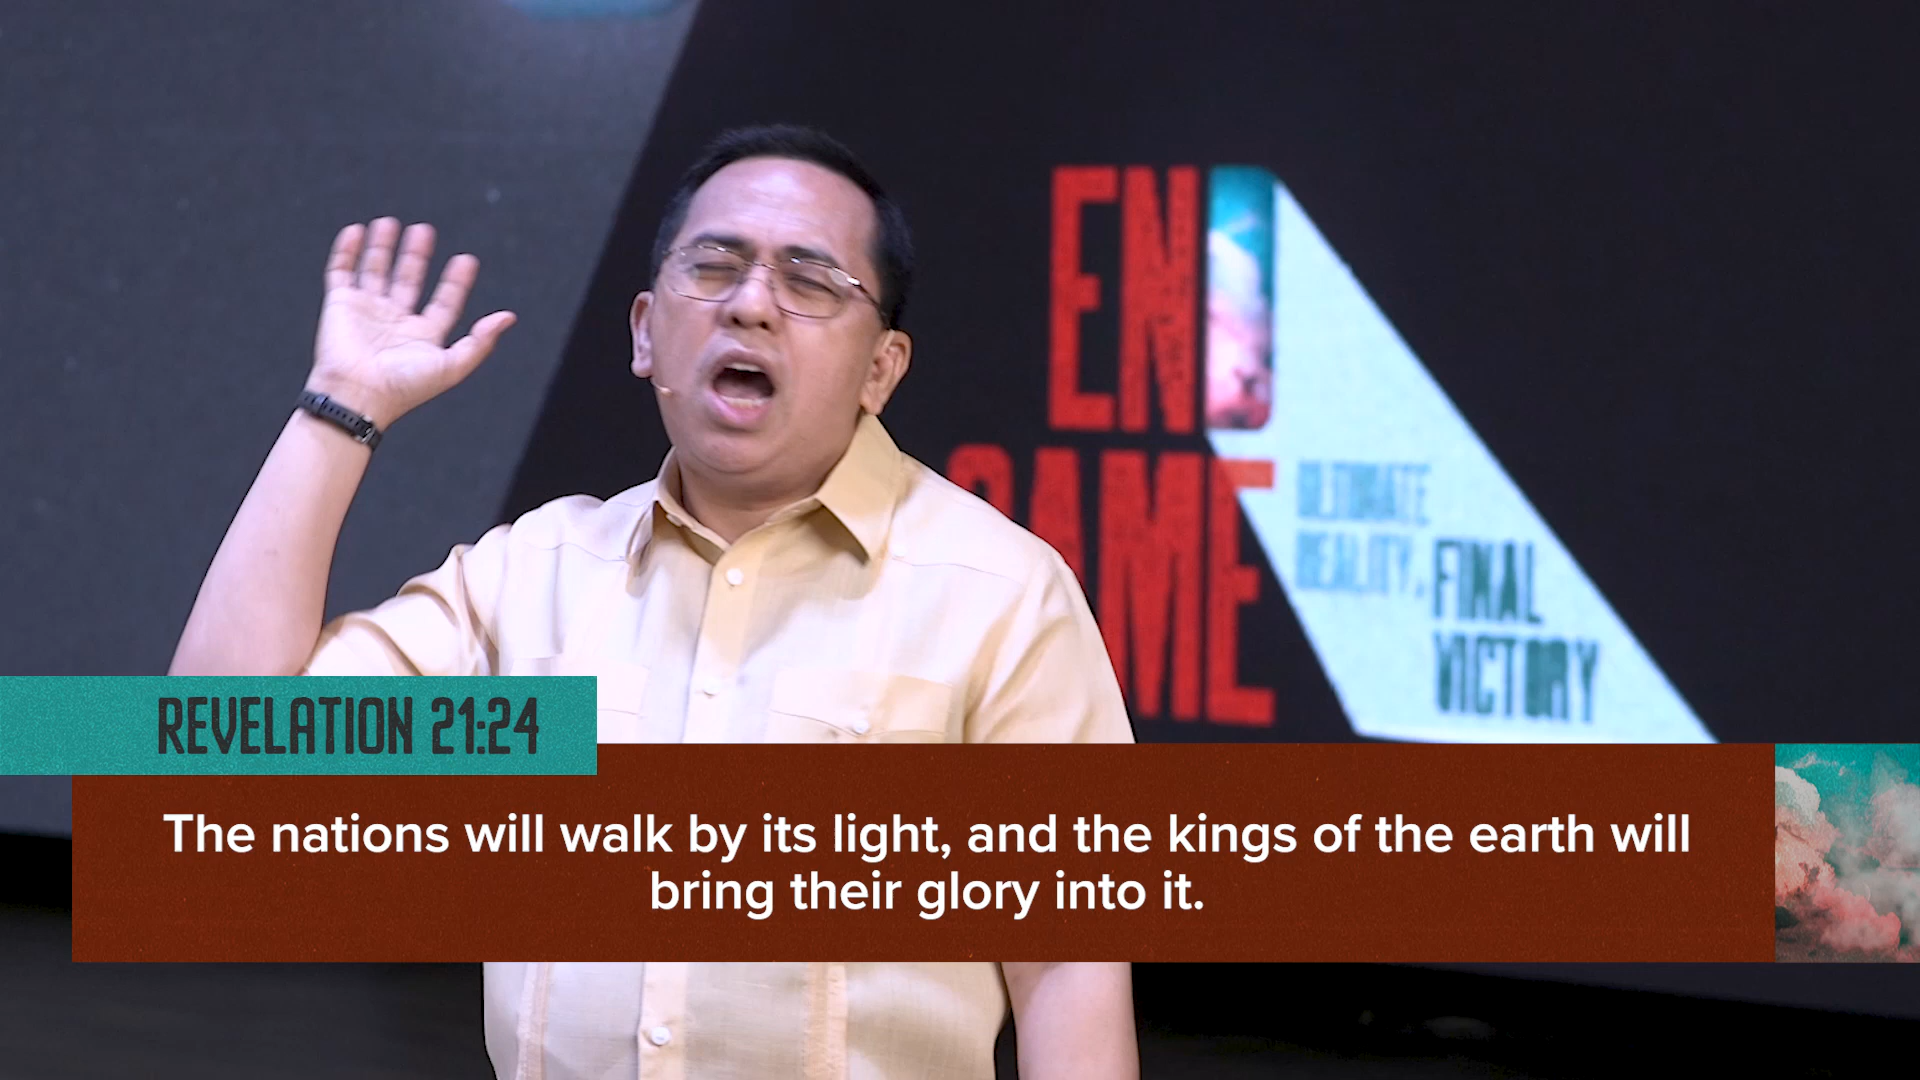 END
GAME
ULTIMATE
REALITY,
FINAL
VICTORY
REVELATION 21:24
The nations will walk by its light, and the kings of the earth will
bring their glory into it.